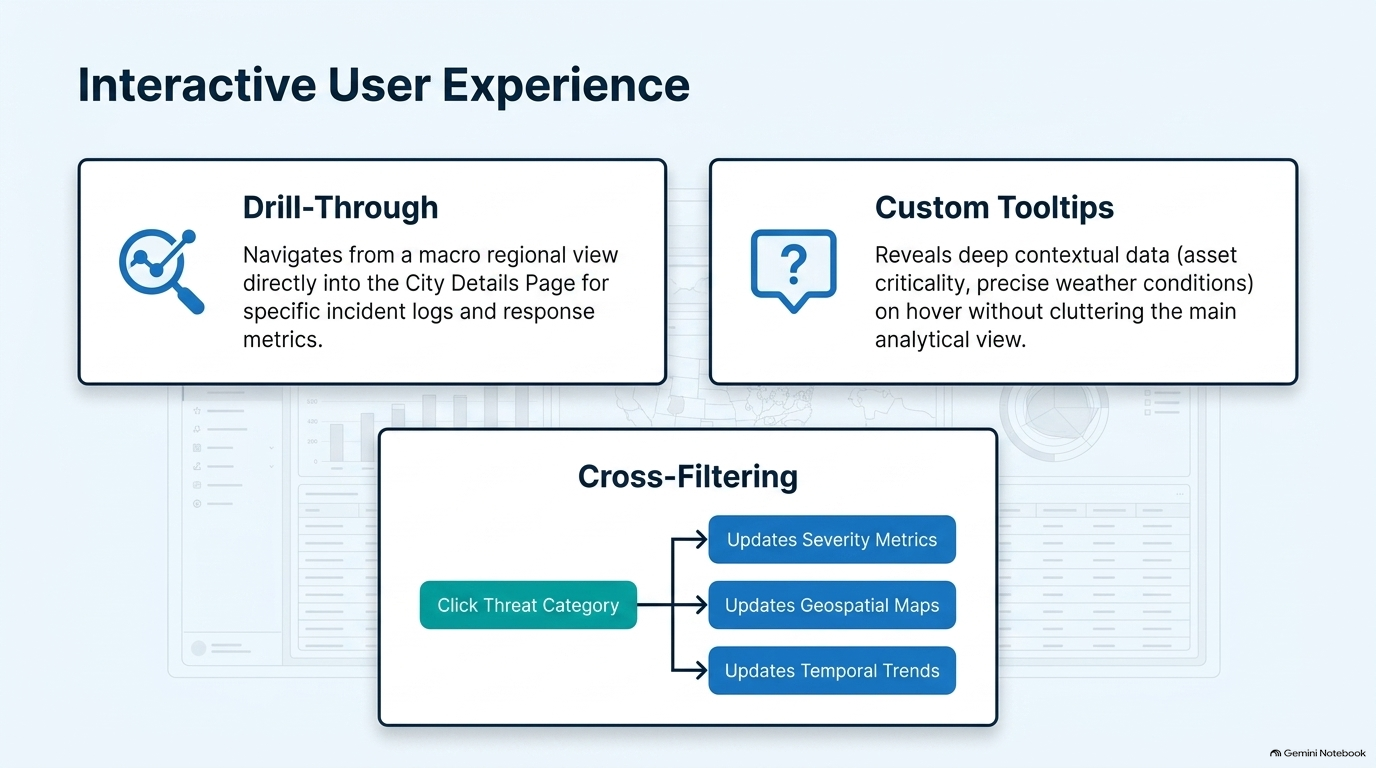 Interactive User Experience
Drill-Through
Navigates from a macro regional view
directly into the City Details Page for
specific incident logs and response
metrics.
?
Custom Tooltips
Reveals deep contextual data (asset
criticality, precise weather conditions)
on hover without cluttering the main
analytical view.
Cross-Filtering
Click Threat Category
Updates Severity Metrics
Updates Geospatial Maps
Updates Temporal Trends
Gemini Notebook